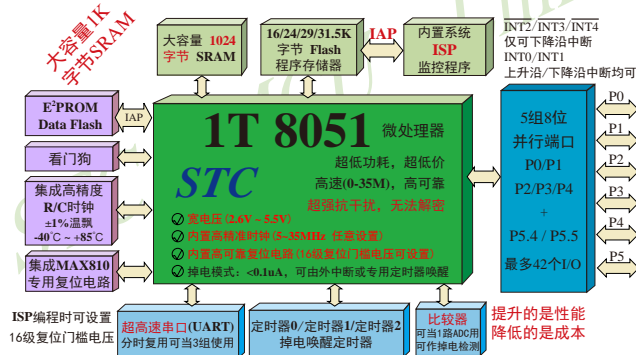 大容量1K
字节SRAM
大容量 1024
字节 SRAM
16/24/29/31.5K
字节 Flash
程序存储器
IAP
内置系统
ISP
监控程序
INT2/INT3/INT4
仅可下降沿中断
INT0/INT1
上升沿/下降沿中断均可
E²PROM
Data Flash
IAP
看门狗
集成高精度
R/C时钟
±1%温飘
-40℃ ~ +85℃
集成MAX810
专用复位电路
1T 8051 微处理器
STC
超低功耗，超低价
高速(0-35M)，高可靠
超强抗干扰，无法解密
宽电压(2.6V ~ 5.5V)
内置高精准时钟(5~35MHz 任意设置)
内置高可靠复位电路(16级复位门槛电压可设置)
掉电模式：<0.1uA，可由外中断或专用定时器唤醒
5组8位
并行端口
P0/P1
P2/P3/P4
+
P5.4 / P5.5
最多42个I/O
P0
P1
P2
P3
P4
P5
ISP编程时可设置
16级复位门槛电压
超高速串口(UART)
分时复用可当3组使用
定时器0/定时器1/定时器2
掉电唤醒定时器
比较器
可当1路ADC用
可作掉电检测
提升的是性能
降低的是成本